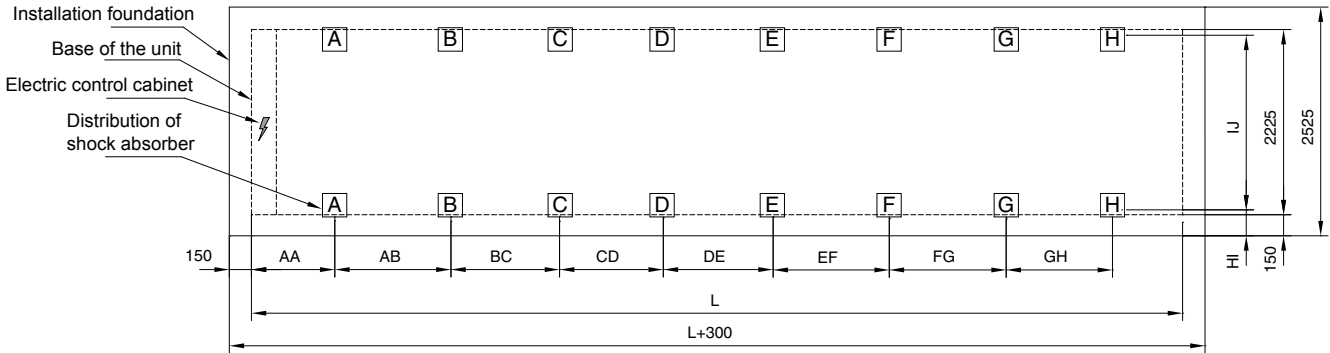 Installation foundation
Base of the unit
Electric control cabinet
Distribution of
shock absorber
A B C D E F G H
A B C D E F G H
IJ
2225
2525
150 AA AB BC CD DE EF FG GH
HI
150
L
L+300